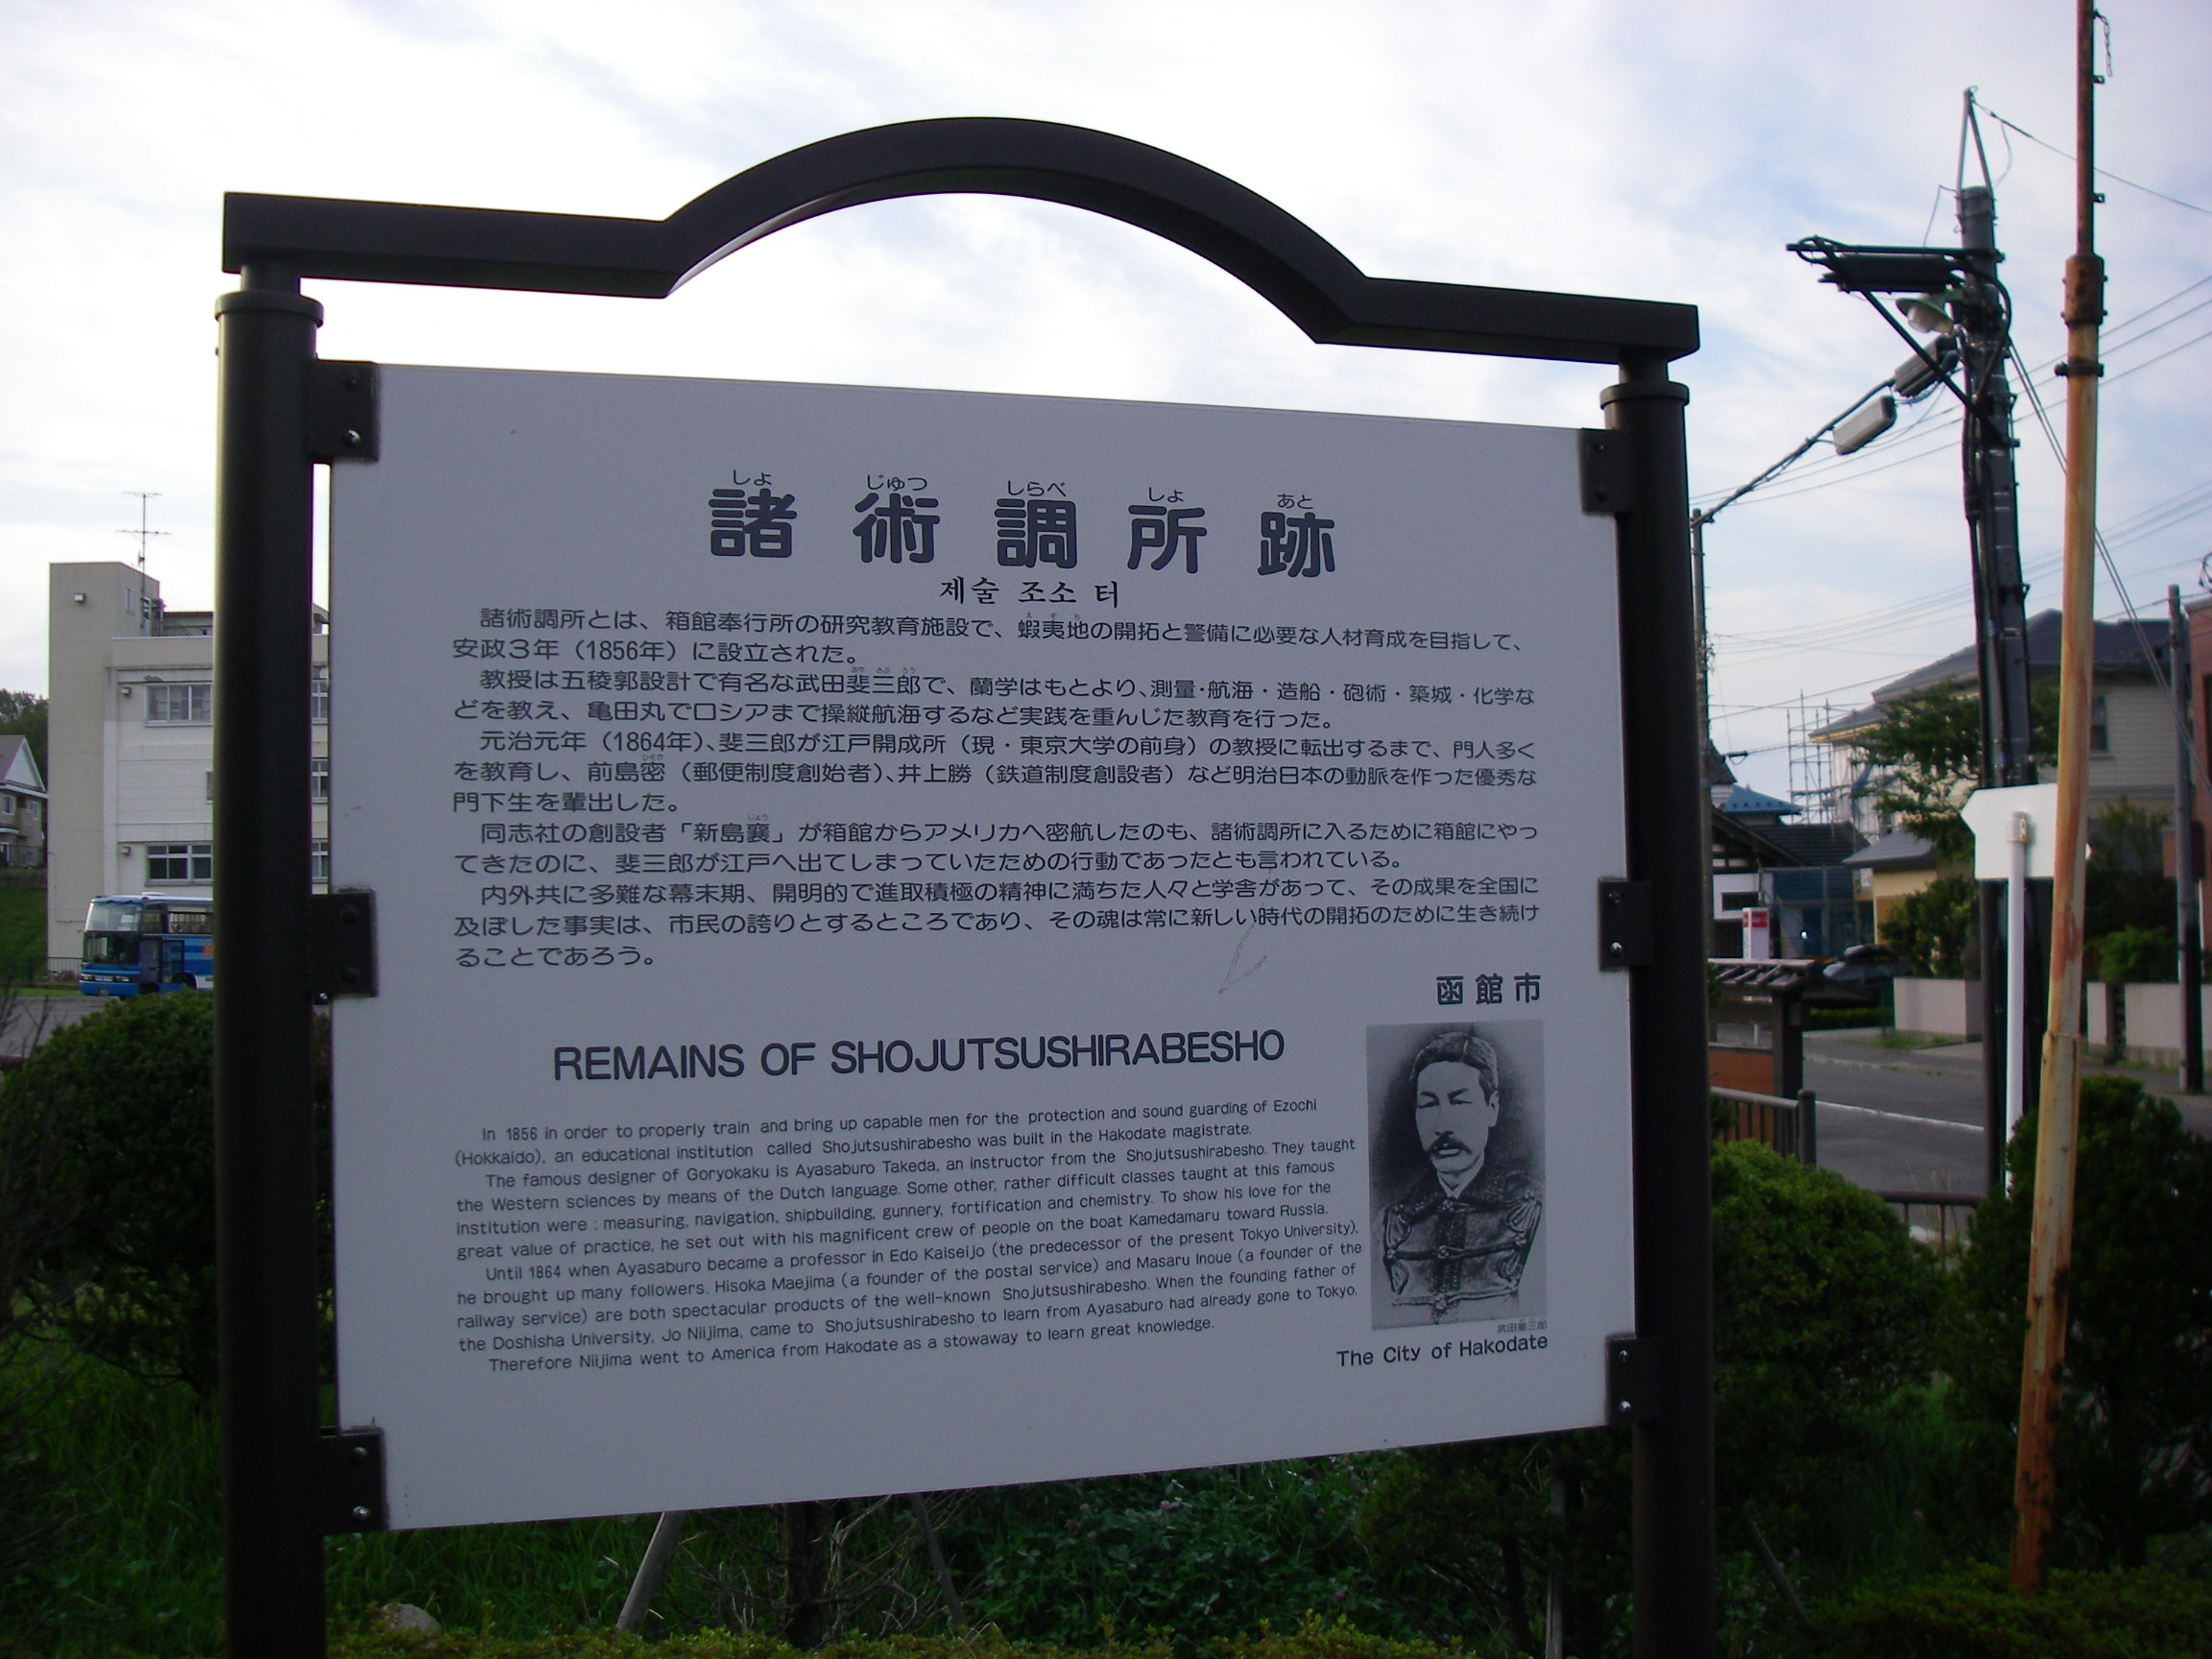 しょ じゅつ しらべ しょ あと
諸術調所跡
제술 조소 터
諸術調所とは、箱館奉行所の研究教育施設で、蝦夷地の開拓と警備に必要な人材育成を目指して、
安政3年（1856年）に設立された。
教授は五稜郭設計で有名な武田斐三郎で、蘭学はもとより、測量・航海・造船・砲術・築城・化学な
どを教え、亀田丸でロシアまで操縦航海するなど実践を重んじた教育を行った。
元治元年（1864年）、斐三郎が江戸開成所（現・東京大学の前身）の教授に転出するまで、門人多く
を教育し、前島密（郵便制度創始者）、井上勝（鉄道制度創設者）など明治日本の動脈を作った優秀な
門下生を輩出した。
同志社の創設者「新島襄」が箱館からアメリカへ密航したのも、諸術調所に入るために箱館にやっ
てきたのに、斐三郎が江戸へ出てしまっていたための行動であったとも言われている。
内外共に多難な幕末期、開明的で進取積極の精神に満ちた人々と学舎があって、その成果を全国に
及ぼした事実は、市民の誇りとするところであり、その魂は常に新しい時代の開拓のために生き続け
ることであろう。
函館市
REMAINS OF SHOJUTSUSHIRABESHO
In 1856 in order to properly train and bring up capable men for the protection and sound guarding of Ezochi
(Hokkaido), an educational institution called Shojutsushirabesho was built in the Hakodate magistrate.
The famous designer of Goryokaku is Ayasaburo Takeda, an instructor from the Shojutsushirabesho. They taught
the Western sciences by means of the Dutch language. Some other, rather difficult classes taught at this famous
institution were : measuring, navigation, shipbuilding, gunnery, fortification and chemistry. To show his love for the
great value of practice, he set out with his magnificent crew of people on the boat Kamedamaru toward Russia.
Until 1864 when Ayasaburo became a professor in Edo Kaiseijo (the predecessor of the present Tokyo University),
he brought up many followers. Hisoka Maejima (a founder of the postal service) and Masaru Inoue (a founder of the
railway service) are both spectacular products of the well-known Shojutsushirabesho. When the founding father of
the Doshisha University, Jo Niijima, came to Shojutsushirabesho to learn from Ayasaburo had already gone to Tokyo.
Therefore Niijima went to America from Hakodate as a stowaway to learn great knowledge.
武田斐三郎
The City of Hakodate